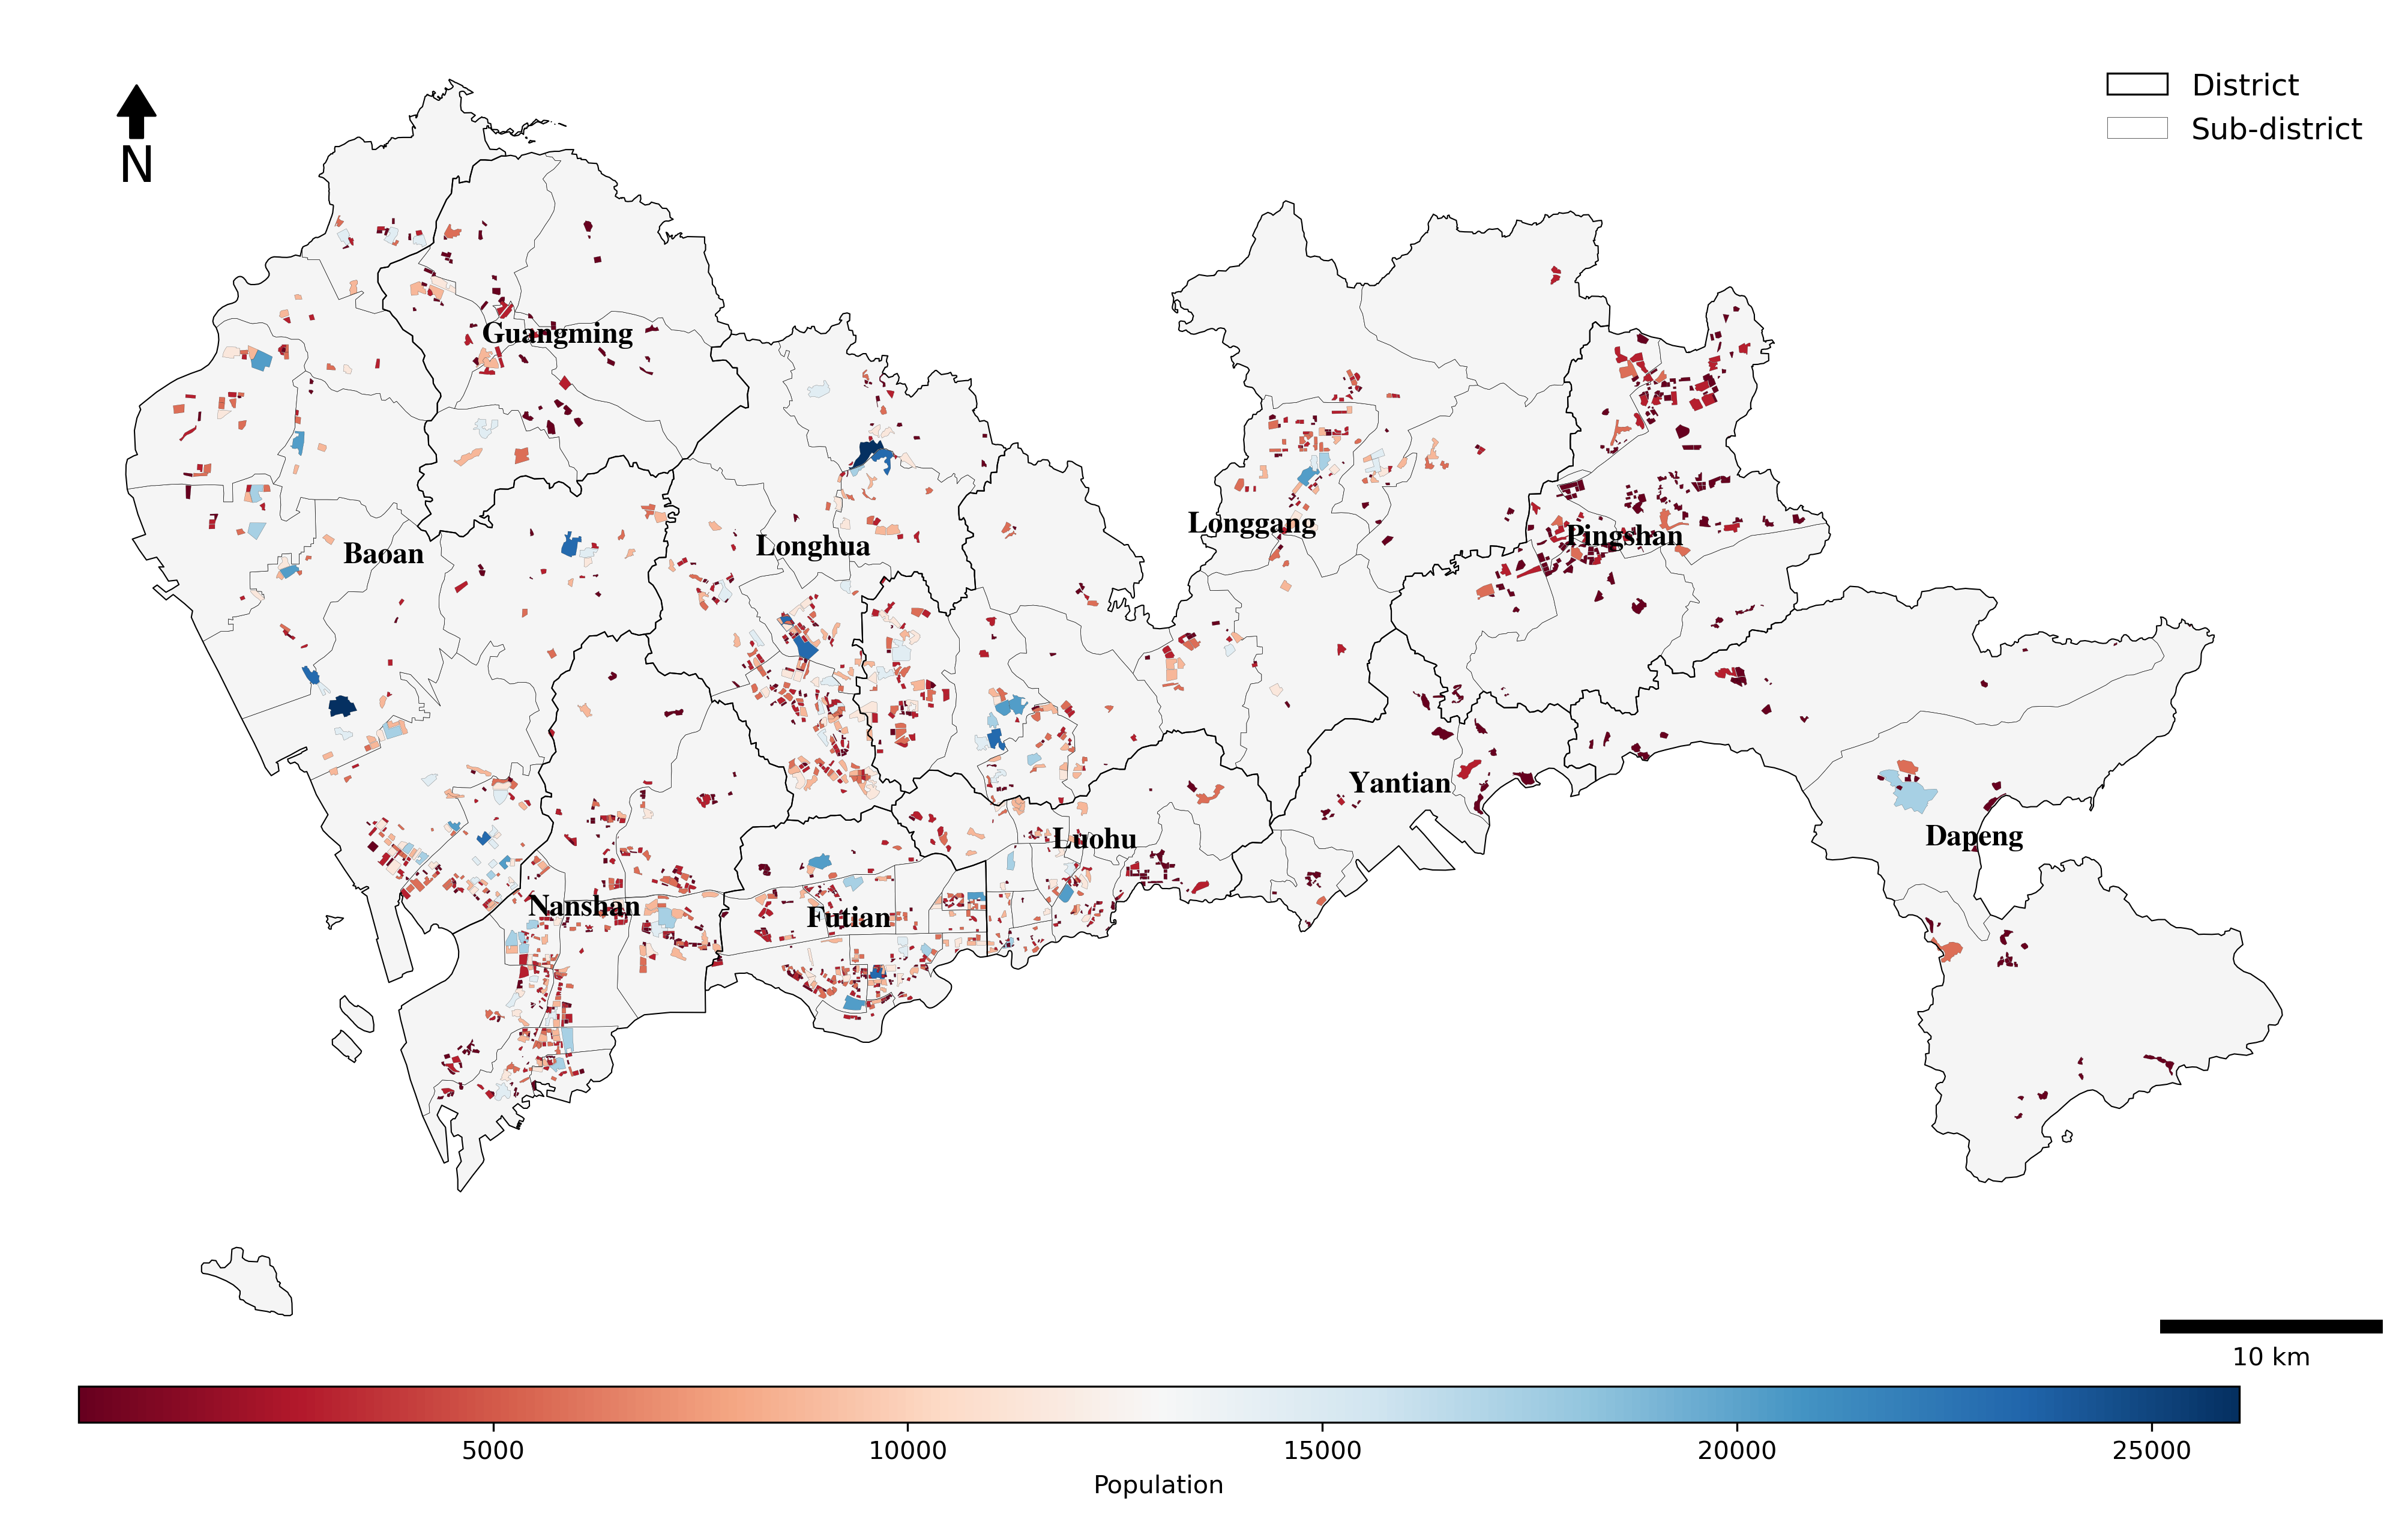 District
Sub-district
N
Guangming
Baoan
Longhua
Longgang
Pingshan
Yantian
Luohu
Dapeng
Nanshan
Futian
10 km
5000
10000
15000
20000
25000
Population